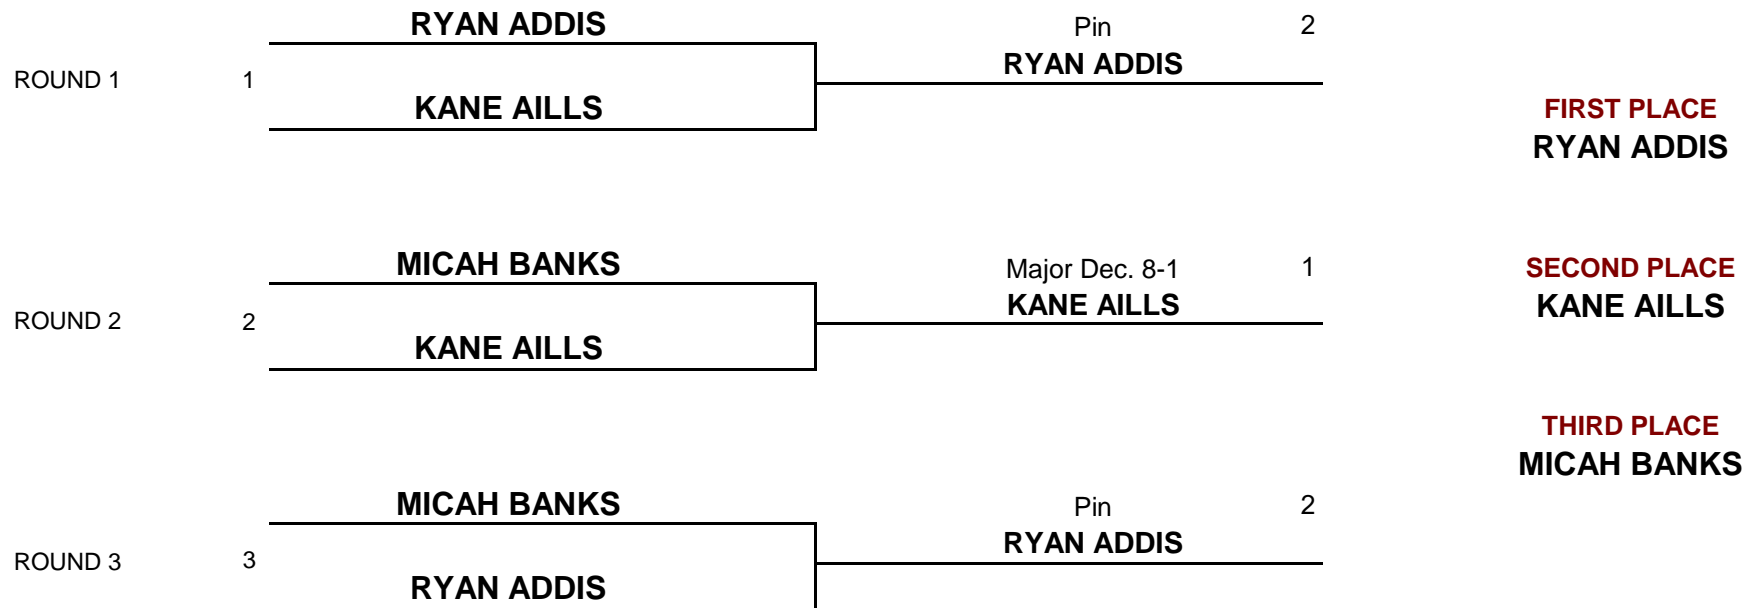 RYAN ADDIS
Pin 2
RYAN ADDIS
ROUND 1 1
KANE AILLS
FIRST PLACE
RYAN ADDIS
MICAH BANKS
Major Dec. 8-1 1
KANE AILLS
SECOND PLACE
KANE AILLS
ROUND 2 2
KANE AILLS
THIRD PLACE
MICAH BANKS
MICAH BANKS
Pin 2
RYAN ADDIS
ROUND 3 3
RYAN ADDIS